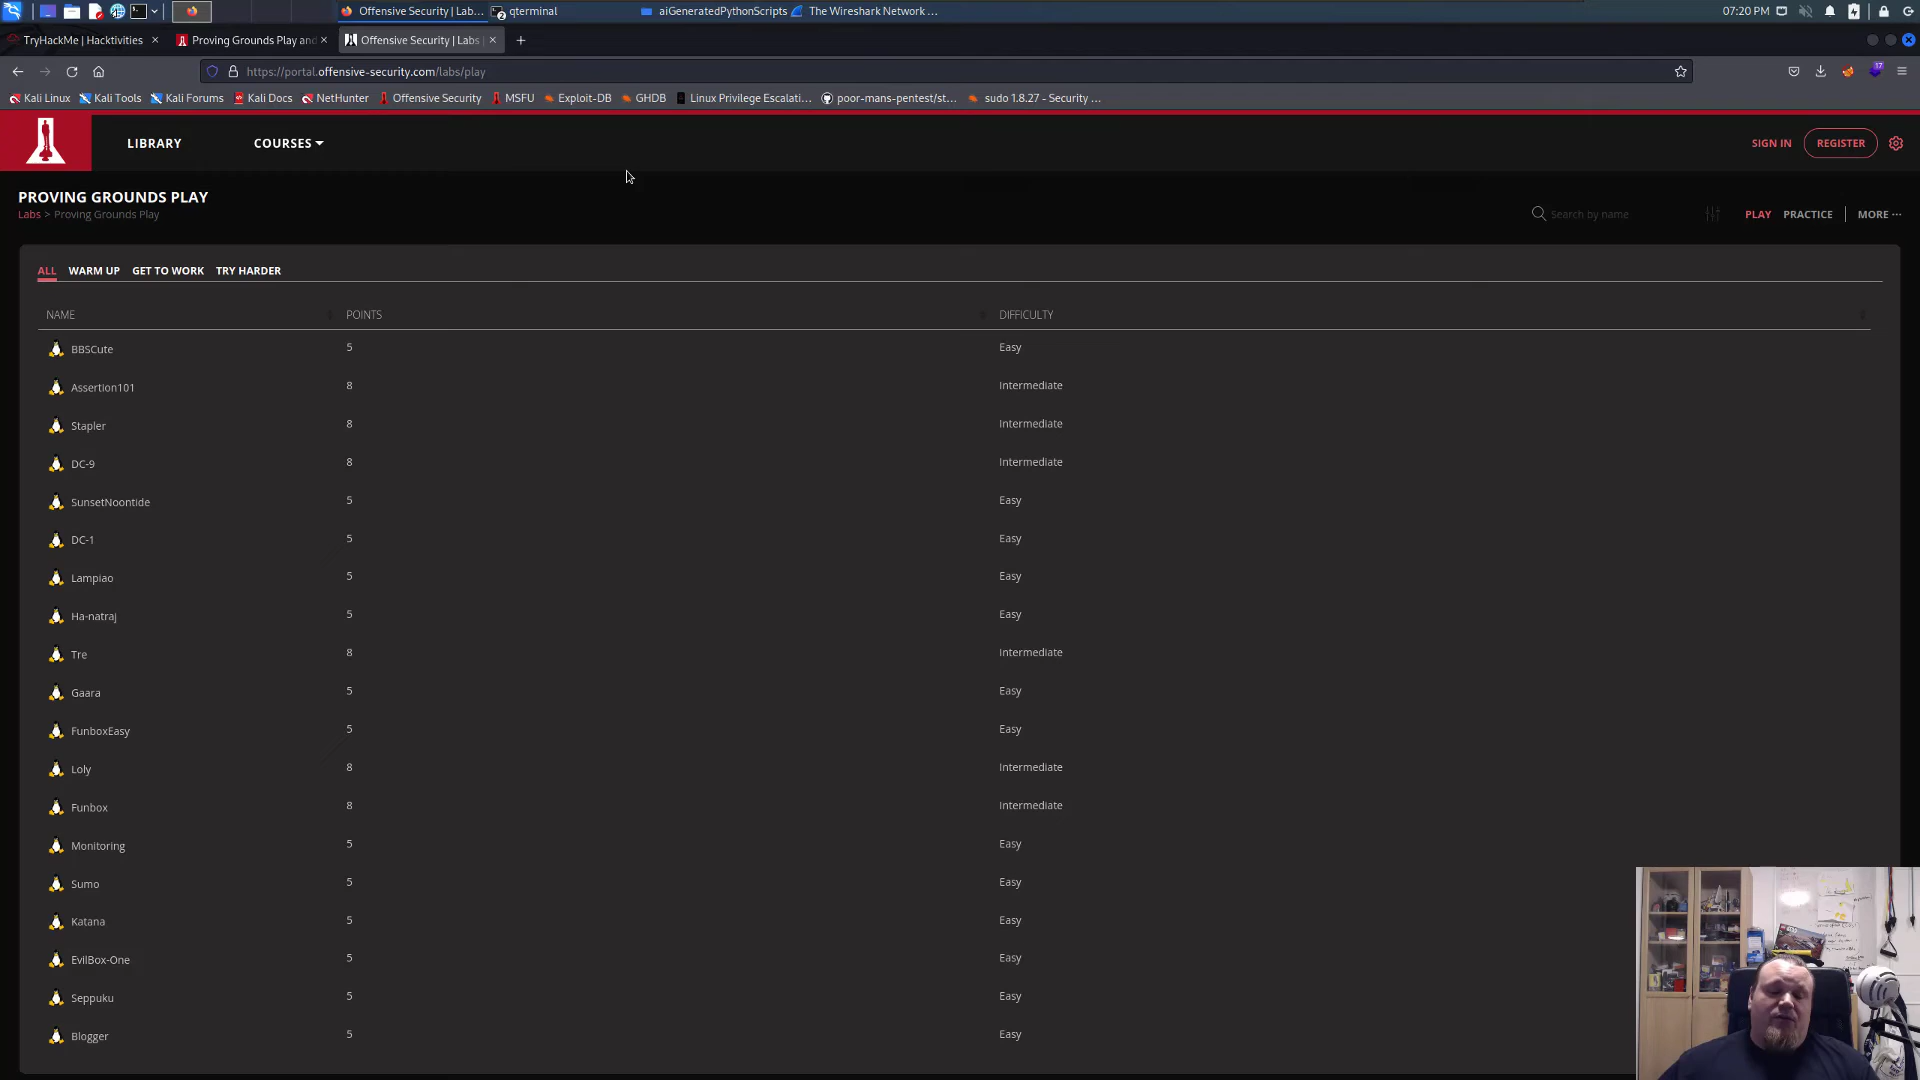 Offensive Security | Lab... qterminal aiGeneratedPythonScripts The Wireshark Network ... 07:20 PM
TryHackMe | Hacktivities Proving Grounds Play and Offensive Security | Labs
https://portal.offensive-security.com/labs/play 17
Kali Linux Kali Tools Kali Forums Kali Docs NetHunter Offensive Security MSFU Exploit-DB GHDB Linux Privilege Escalati... poor-mans-pentest/st... sudo 1.8.27 - Security ...
LIBRARY COURSES SIGN IN REGISTER
PROVING GROUNDS PLAY
Labs > Proving Grounds Play Search by name PLAY PRACTICE | MORE ···
ALL WARM UP GET TO WORK TRY HARDER
NAME POINTS DIFFICULTY
BBSCute 5 Easy
Assertion101 8 Intermediate
Stapler 8 Intermediate
DC-9 8 Intermediate
SunsetNoontide 5 Easy
DC-1 5 Easy
Lampiao 5 Easy
Ha-natraj 5 Easy
Tre 8 Intermediate
Gaara 5 Easy
FunboxEasy 5 Easy
Loly 8 Intermediate
Funbox 8 Intermediate
Monitoring 5 Easy
Sumo 5 Easy
Katana 5 Easy
EvilBox-One 5 Easy
Seppuku 5 Easy
Blogger 5 Easy